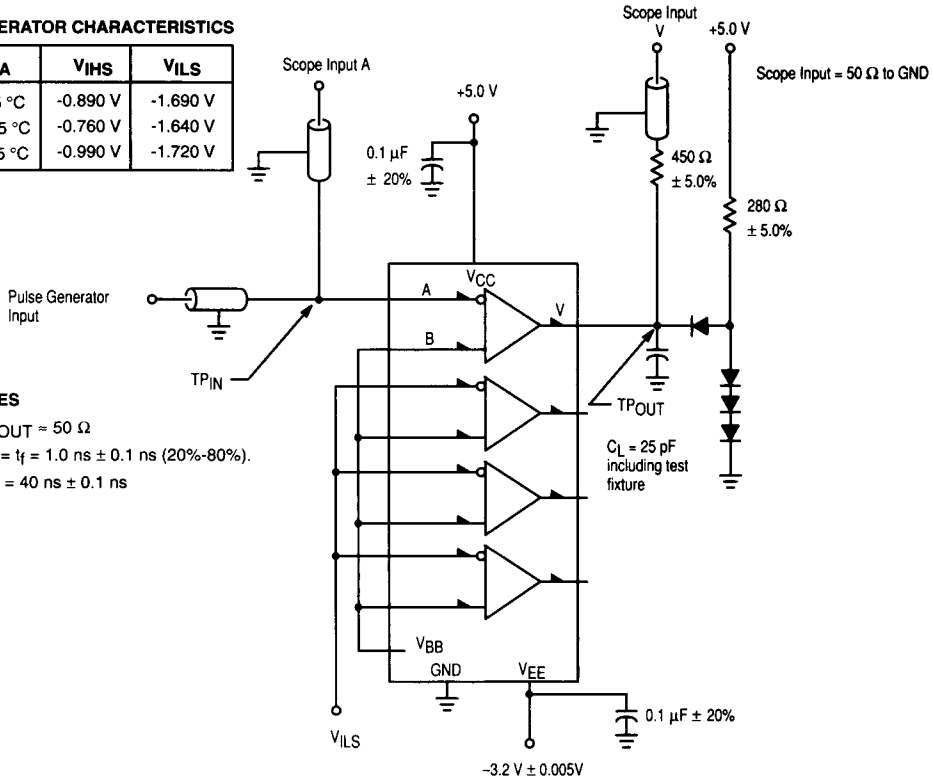 ERATOR CHARACTERISTICS
A VIHS VILS
5 °C -0.890 V -1.690 V
5 °C -0.760 V -1.640 V
5 °C -0.990 V -1.720 V
Scope Input A
+5.0 V
0.1 µF
± 20%
Scope Input
V
+5.0 V
Scope Input = 50 Ω to GND
450 Ω
± 5.0%
280 Ω
± 5.0%
Pulse Generator
Input
TPIN
VCC
A
B
V
TPOUT
CL = 25 pF
including test
fixture
ES
OUT ≈ 50 Ω
= tf = 1.0 ns ± 0.1 ns (20%-80%).
= 40 ns ± 0.1 ns
VBB
GND
VEE
VILS
0.1 µF ± 20%
-3.2 V ± 0.005V